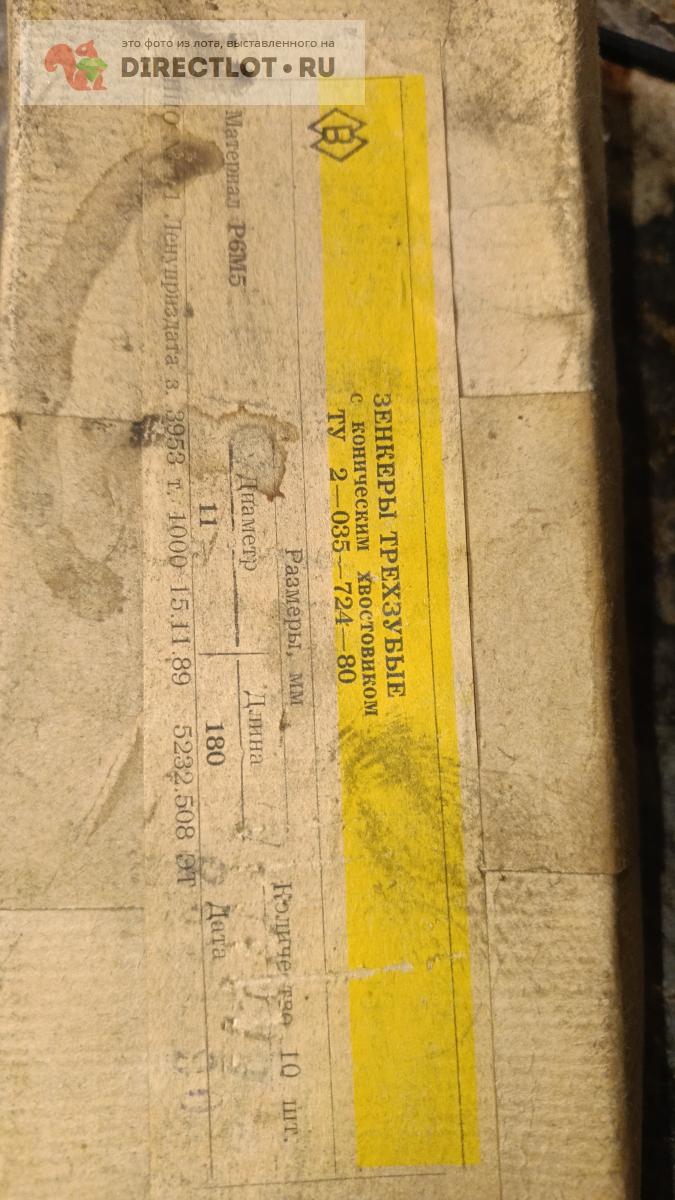 это фото из лота, выставленного на
DIRECTLOT•RU
В
ЗЕНКЕРЫ ТРЕХЗУБЫЕ
с коническим хвостовиком
ТУ 2—035—724—80
Материал Р6М5
Размеры, мм
Количество 10 шт.
Диаметр
Длина
11
180
Дата
Ленуприздата з. 3953 т. 1000 15.11.89 5232.508 ЭТ